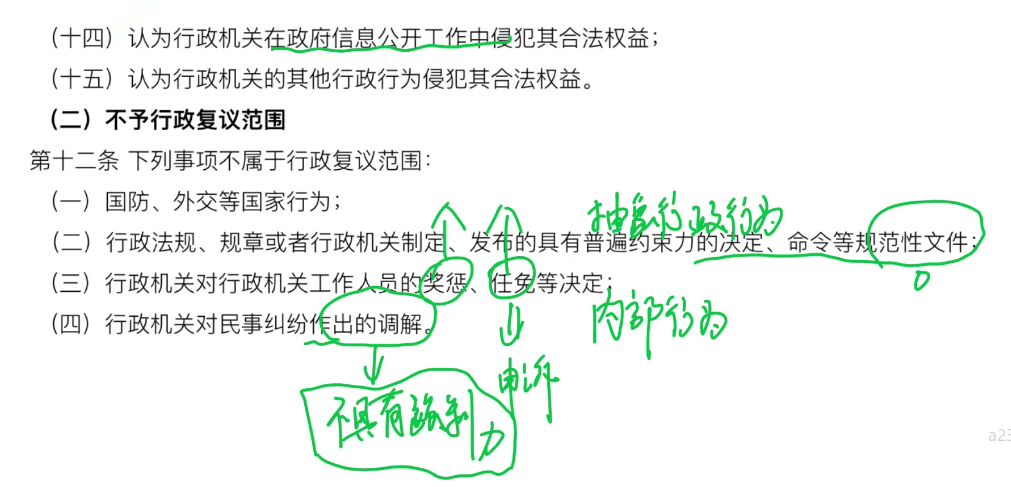 （十四）认为行政机关在政府信息公开工作中侵犯其合法权益；
（十五）认为行政机关的其他行政行为侵犯其合法权益。
（二）不予行政复议范围
第十二条 下列事项不属于行政复议范围：
（一）国防、外交等国家行为；
抽象行政行为
（二）行政法规、规章或者行政机关制定、发布的具有普遍约束力的决定、命令等规范性文件；
（三）行政机关对行政机关工作人员的奖惩、任免等决定；
内部行为
（四）行政机关对民事纠纷作出的调解。
申诉
不具有强制力
a23